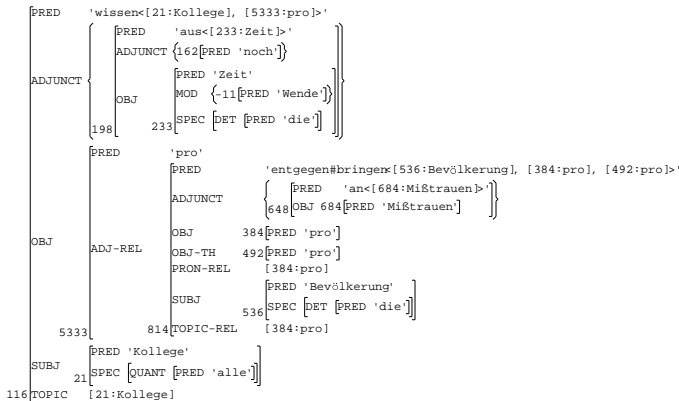 PRED 'wissen<[21:Kollege], [5333:pro]>'
PRED 'aus<[233:Zeit]>'
ADJUNCT {162[PRED 'noch']}
PRED 'Zeit'
ADJUNCT
MOD {-11[PRED 'Wende']}
OBJ
233 SPEC [DET [PRED 'die']]
198
PRED 'pro'
PRED 'entgegen#bringen<[536:Bevölkerung], [384:pro], [492:pro]>'
PRED 'an<[684:Mißtrauen]>'
ADJUNCT
648 OBJ 684[PRED 'Mißtrauen']
OBJ 384[PRED 'pro']
OBJ
ADJ-REL
OBJ-TH 492[PRED 'pro']
PRON-REL [384:pro]
PRED 'Bevölkerung'
SUBJ
536 SPEC [DET [PRED 'die']]
5333 814 TOPIC-REL [384:pro]
PRED 'Kollege'
SUBJ
21 SPEC [QUANT [PRED 'alle']]
116 TOPIC [21:Kollege]